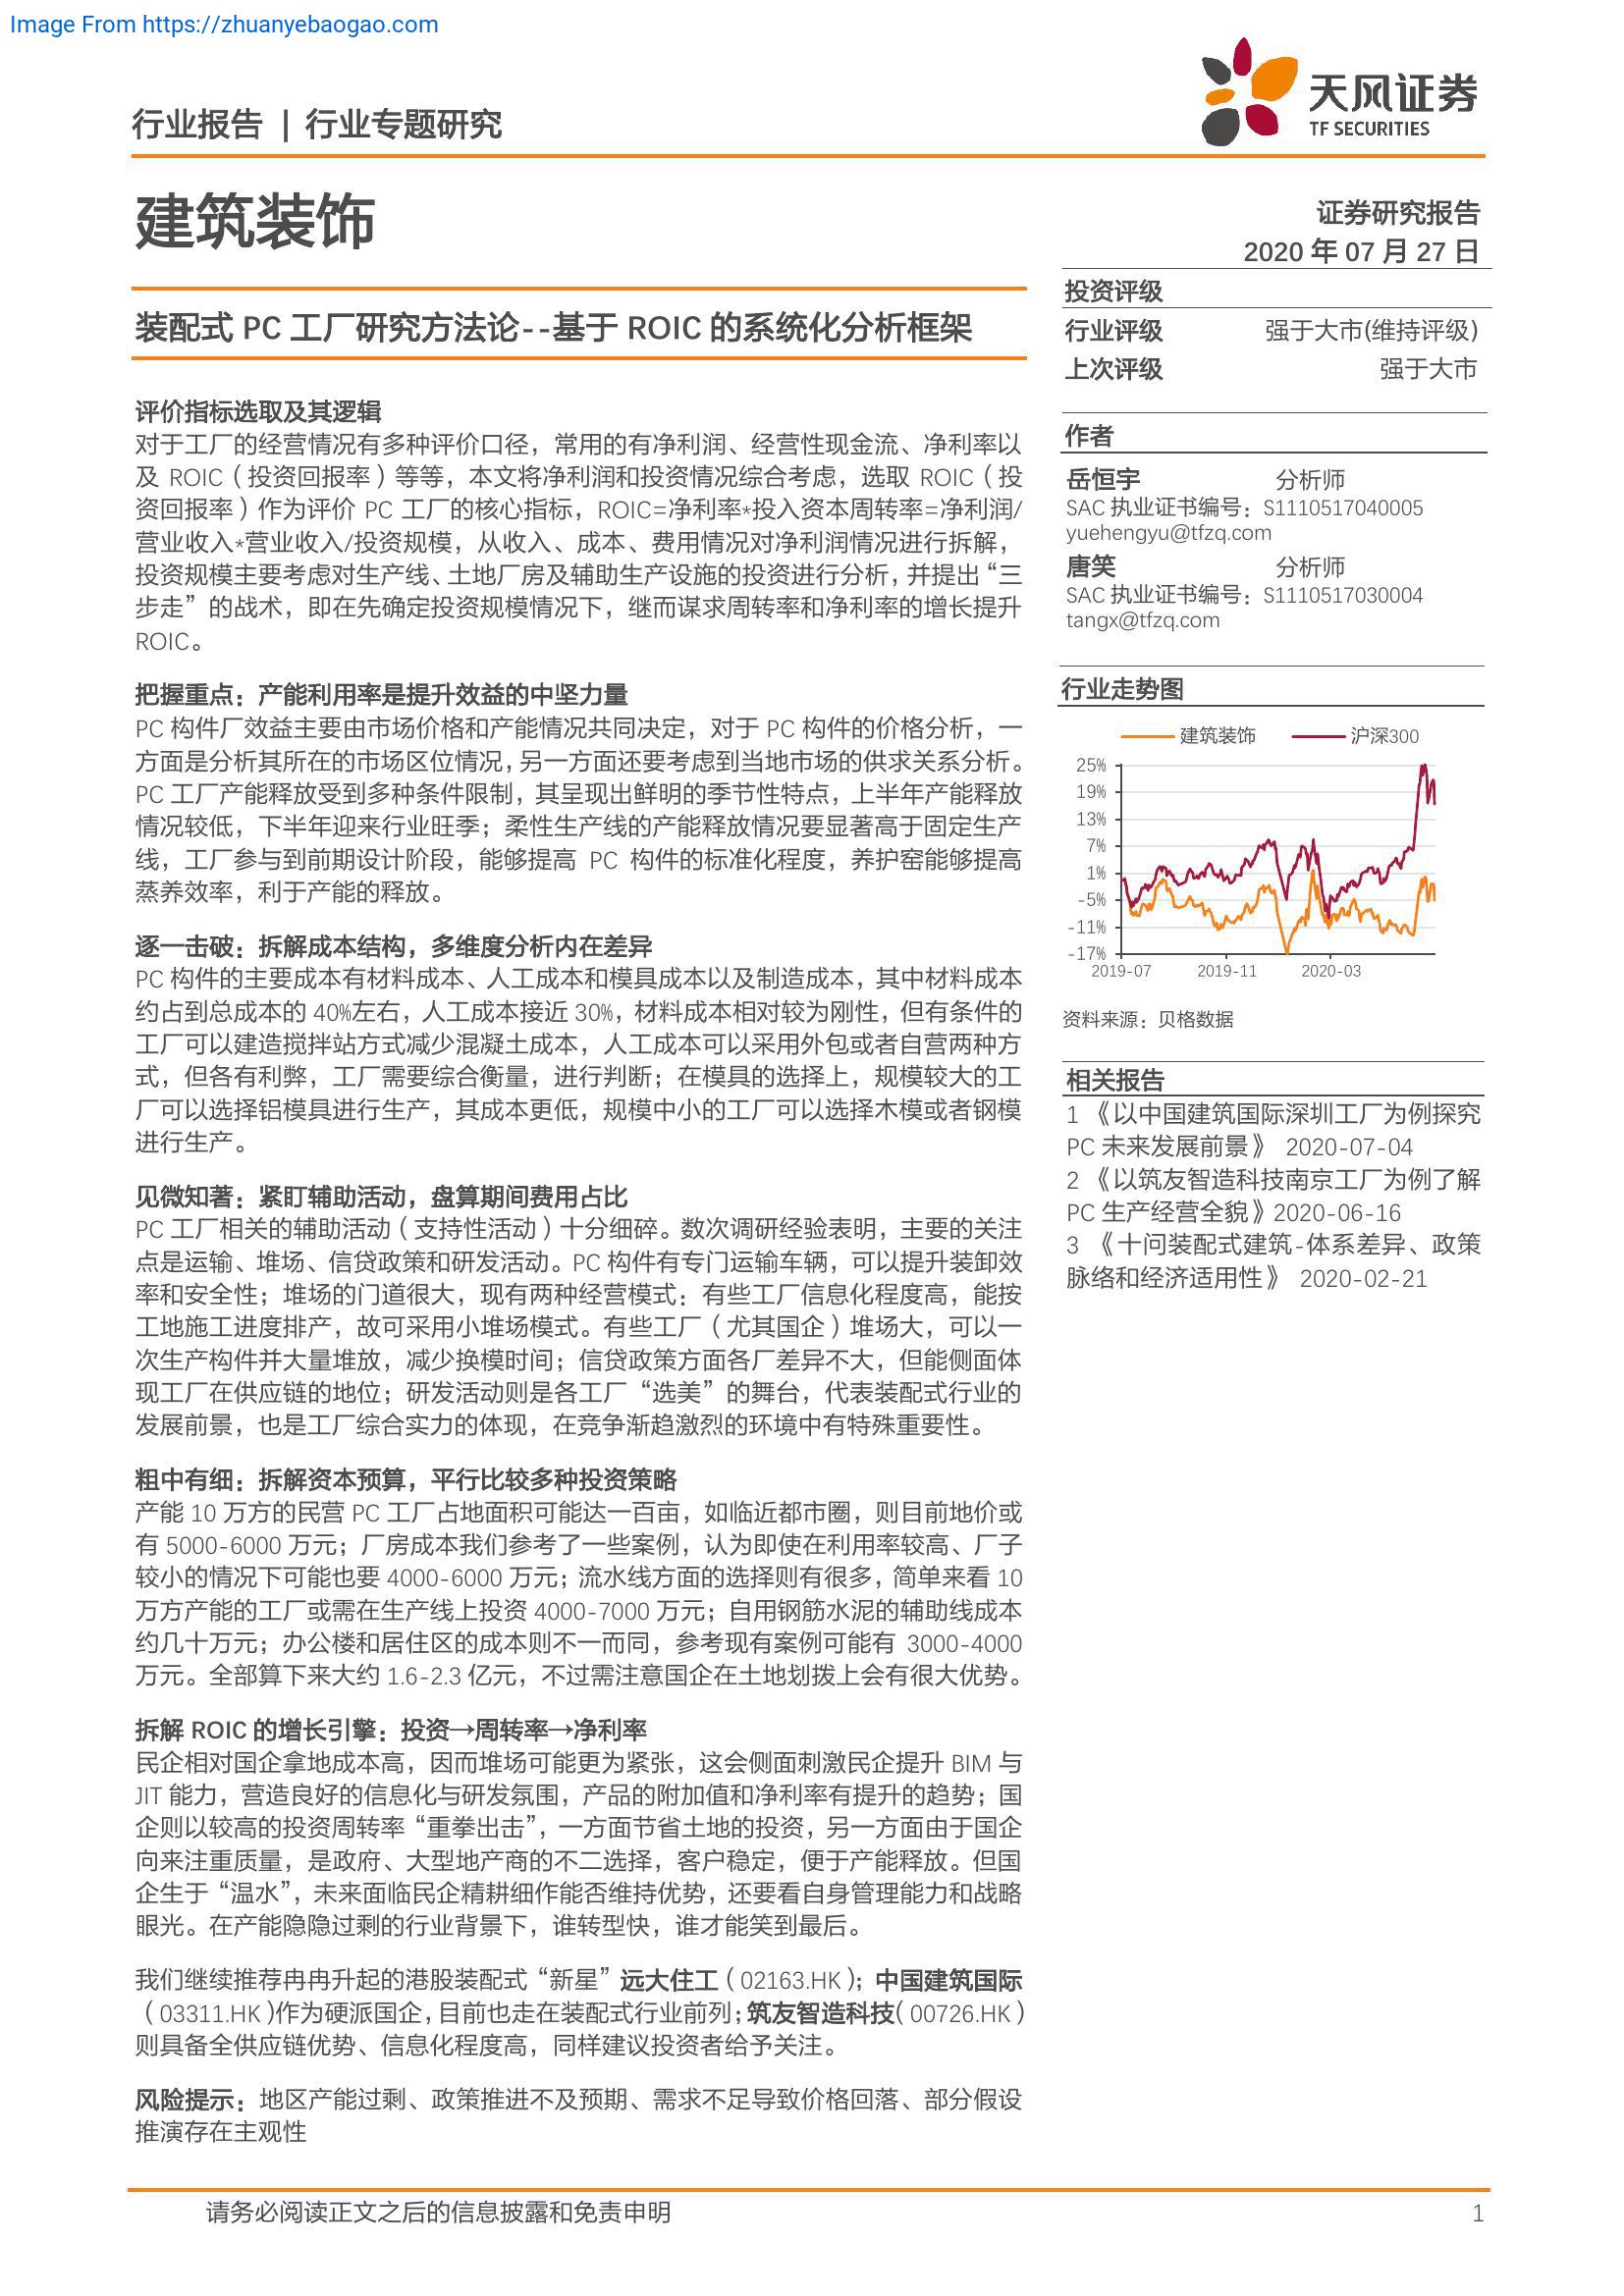 Image From https://zhuanyebaogao.com
行业报告 | 行业专题研究
天风证券
TF SECURITIES
建筑装饰
证券研究报告
2020 年 07 月 27 日
装配式 PC 工厂研究方法论--基于 ROIC 的系统化分析框架
评价指标选取及其逻辑
对于工厂的经营情况有多种评价口径，常用的有净利润、经营性现金流、净利率以
及 ROIC（投资回报率）等等，本文将净利润和投资情况综合考虑，选取 ROIC（投
资回报率）作为评价 PC 工厂的核心指标，ROIC=净利率*投入资本周转率=净利润/
营业收入*营业收入/投资规模，从收入、成本、费用情况对净利润情况进行拆解，
投资规模主要考虑对生产线、土地厂房及辅助生产设施的投资进行分析，并提出“三
步走”的战术，即在先确定投资规模情况下，继而谋求周转率和净利率的增长提升
ROIC。
把握重点：产能利用率是提升效益的中坚力量
PC 构件厂效益主要由市场价格和产能情况共同决定，对于 PC 构件的价格分析，一
方面是分析其所在的市场区位情况，另一方面还要考虑到当地市场的供求关系分析。
PC 工厂产能释放受到多种条件限制，其呈现出鲜明的季节性特点，上半年产能释放
情况较低，下半年迎来行业旺季；柔性生产线的产能释放情况要显著高于固定生产
线，工厂参与到前期设计阶段，能够提高 PC 构件的标准化程度，养护窑能够提高
蒸养效率，利于产能的释放。
逐一击破：拆解成本结构，多维度分析内在差异
PC 构件的主要成本有材料成本、人工成本和模具成本以及制造成本，其中材料成本
约占到总成本的 40%左右，人工成本接近 30%，材料成本相对较为刚性，但有条件的
工厂可以建造搅拌站方式减少混凝土成本，人工成本可以采用外包或者自营两种方
式，但各有利弊，工厂需要综合衡量，进行判断；在模具的选择上，规模较大的工
厂可以选择铝模具进行生产，其成本更低，规模中小的工厂可以选择木模或者钢模
进行生产。
见微知著：紧盯辅助活动，盘算期间费用占比
PC 工厂相关的辅助活动（支持性活动）十分细碎。数次调研经验表明，主要的关注
点是运输、堆场、信贷政策和研发活动。PC 构件有专门运输车辆，可以提升装卸效
率和安全性；堆场的门道很大，现有两种经营模式：有些工厂信息化程度高，能按
工地施工进度排产，故可采用小堆场模式。有些工厂（尤其国企）堆场大，可以一
次生产构件并大量堆放，减少换模时间；信贷政策方面各厂差异不大，但能侧面体
现工厂在供应链的地位；研发活动则是各工厂“选美”的舞台，代表装配式行业的
发展前景，也是工厂综合实力的体现，在竞争渐趋激烈的环境中有特殊重要性。
粗中有细：拆解资本预算，平行比较多种投资策略
产能 10 万方的民营 PC 工厂占地面积可能达一百亩，如临近都市圈，则目前地价或
有 5000-6000 万元；厂房成本我们参考了一些案例，认为即使在利用率较高、厂子
较小的情况下可能也要 4000-6000 万元；流水线方面的选择则有很多，简单来看 10
万方产能的工厂或需在生产线上投资 4000-7000 万元；自用钢筋水泥的辅助线成本
约几十万元；办公楼和居住区的成本则不一而同，参考现有案例可能有 3000-4000
万元。全部算下来大约 1.6-2.3 亿元，不过需注意国企在土地划拨上会有很大优势。
拆解 ROIC 的增长引擎：投资→周转率→净利率
民企相对国企拿地成本高，因而堆场可能更为紧张，这会侧面刺激民企提升 BIM 与
JIT 能力，营造良好的信息化与研发氛围，产品的附加值和净利率有提升的趋势；国
企则以较高的投资周转率“重拳出击”，一方面节省土地的投资，另一方面由于国企
向来注重质量，是政府、大型地产商的不二选择，客户稳定，便于产能释放。但国
企生于“温水”，未来面临民企精耕细作能否维持优势，还要看自身管理能力和战略
眼光。在产能隐隐过剩的行业背景下，谁转型快，谁才能笑到最后。
我们继续推荐冉冉升起的港股装配式“新星”远大住工（02163.HK）；中国建筑国际
（03311.HK）作为硬派国企，目前也走在装配式行业前列；筑友智造科技（00726.HK）
则具备全供应链优势、信息化程度高，同样建议投资者给予关注。
风险提示：地区产能过剩、政策推进不及预期、需求不足导致价格回落、部分假设
推演存在主观性
投资评级
行业评级 强于大市(维持评级)
上次评级 强于大市
作者
岳恒宇 分析师
SAC 执业证书编号：S1110517040005
yuehengyu@tfzq.com
唐笑 分析师
SAC 执业证书编号：S1110517030004
tangx@tfzq.com
行业走势图
建筑装饰 沪深300
25%
19%
13%
7%
1%
-5%
-11%
-17%
2019-07 2019-11 2020-03
资料来源：贝格数据
相关报告
1 《以中国建筑国际深圳工厂为例探究
PC 未来发展前景》 2020-07-04
2 《以筑友智造科技南京工厂为例了解
PC 生产经营全貌》2020-06-16
3 《十问装配式建筑-体系差异、政策
脉络和经济适用性》 2020-02-21
请务必阅读正文之后的信息披露和免责申明 1